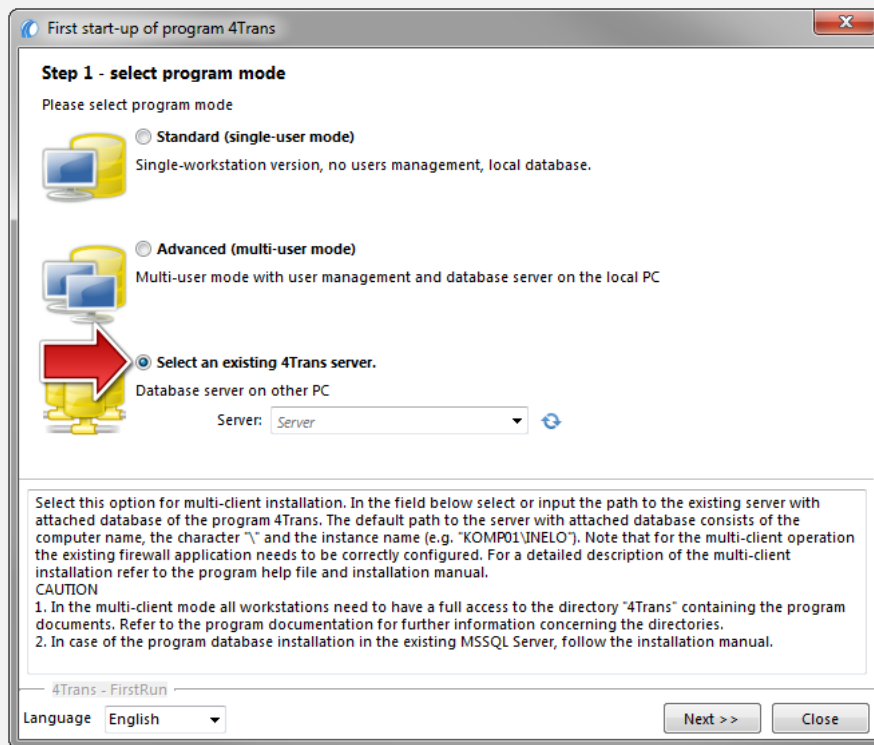 First start-up of program 4Trans
Step 1 - select program mode
Please select program mode
Standard (single-user mode)
Single-workstation version, no users management, local database.
Advanced (multi-user mode)
Multi-user mode with user management and database server on the local PC
Select an existing 4Trans server.
Database server on other PC
Server: Server
Select this option for multi-client installation. In the field below select or input the path to the existing server with
attached database of the program 4Trans. The default path to the server with attached database consists of the
computer name, the character "\" and the instance name (e.g. "KOMP01\INELO"). Note that for the multi-client operation
the existing firewall application needs to be correctly configured. For a detailed description of the multi-client
installation refer to the program help file and installation manual.
CAUTION
1. In the multi-client mode all workstations need to have a full access to the directory "4Trans" containing the program
documents. Refer to the program documentation for further information concerning the directories.
2. In case of the program database installation in the existing MSSQL Server, follow the installation manual.
4Trans - FirstRun
Language English Next >> Close